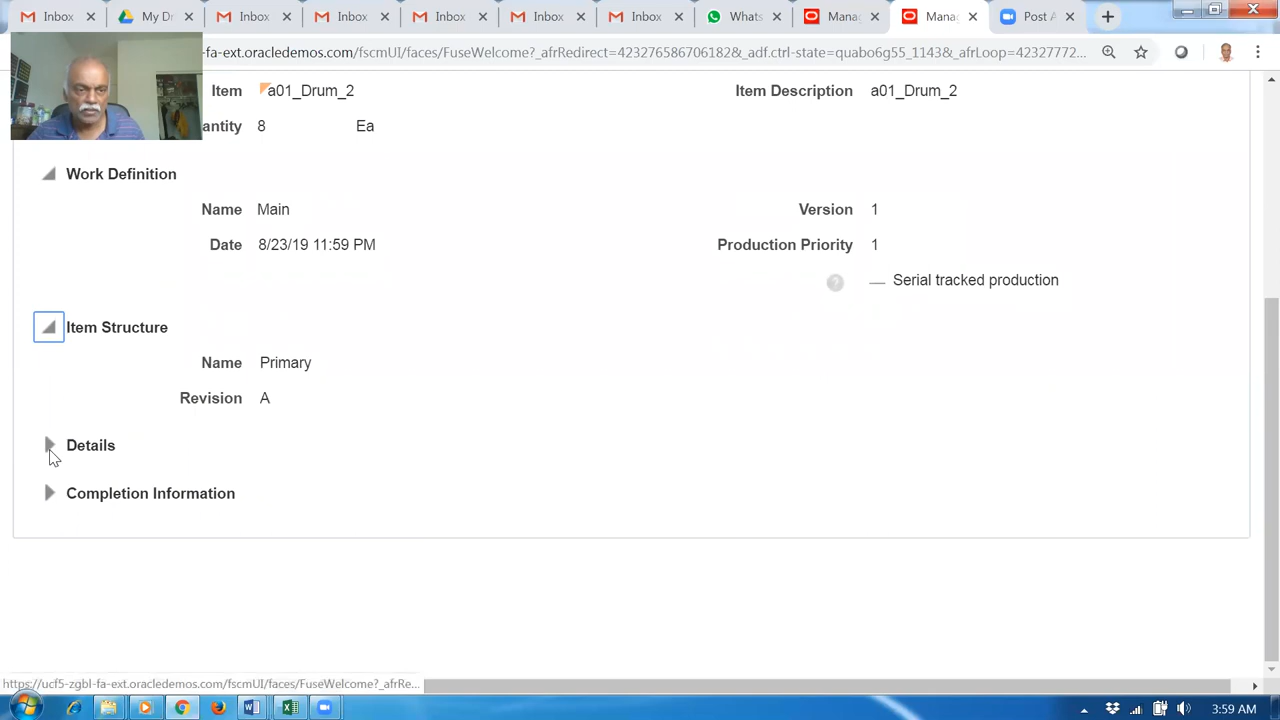 Inbox
My Dr
Inbox
Inbox
Inbox
Inbox
Inbox
Whats
Mana
Mana
Post A
-fa-ext.oracledemos.com/fscmUI/faces/FuseWelcome?_afrRedirect=4232765867061828&_adf.ctrl-state=quabo6g55_1143&_afrLoop=42327772...
Item a01_Drum_2 Item Description a01_Drum_2
antity 8 Ea
Work Definition
Name Main Version 1
Date 8/23/19 11:59 PM Production Priority 1
? Serial tracked production
Item Structure
Name Primary
Revision A
Details
Completion Information
https://ucf5-zgbl-fa-ext.oracledemos.com/fscmUI/faces/FuseWelcome?_afrRe...
3:59 AM